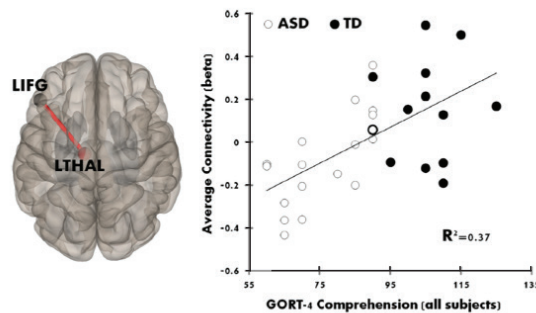 LIFG
LTHAL
ASD TD
Average Connectivity (beta)
0.6
0.4
0.2
0
-0.2
-0.4
-0.6
R²=0.37
55 75 95 115 135
GORT-4 Comprehension (all subjects)